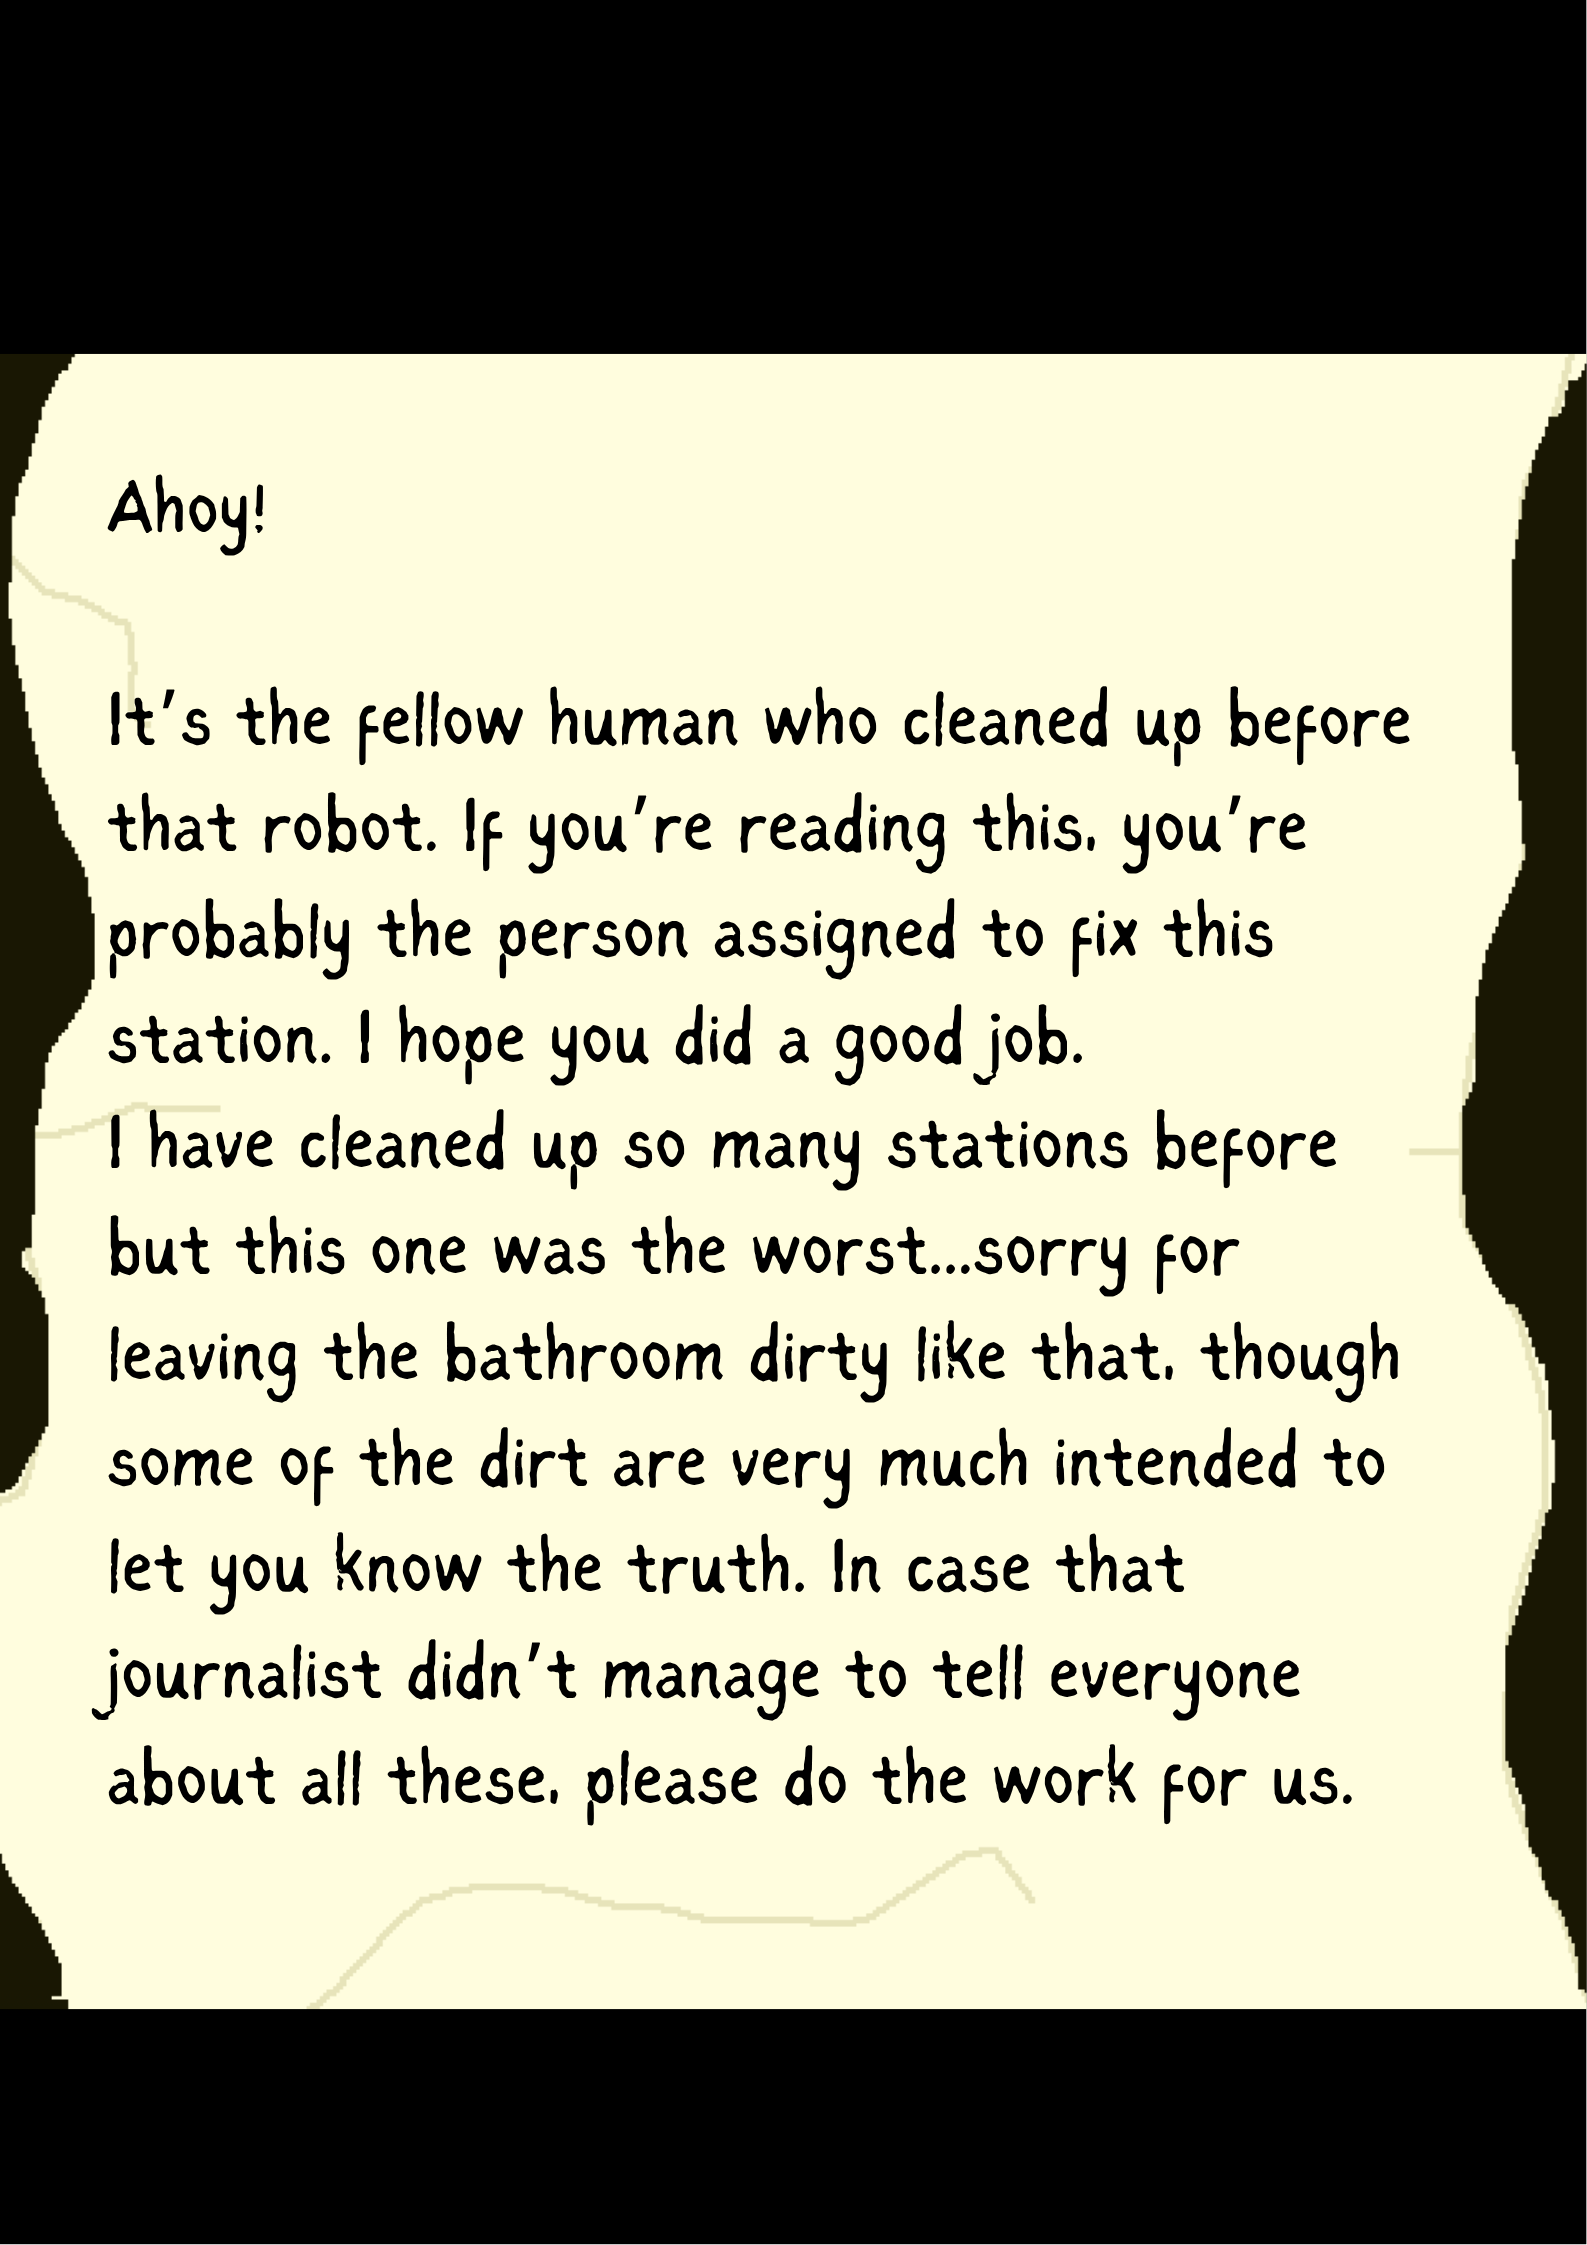 Ahoy!
It's the fellow human who cleaned up before
that robot. If you're reading this, you're
probably the person assigned to fix this
station. I hope you did a good job.
I have cleaned up so many stations before
but this one was the worst...sorry for
leaving the bathroom dirty like that, though
some of the dirt are very much intended to
let you know the truth. In case that
journalist didn't manage to tell everyone
about all these, please do the work for us.